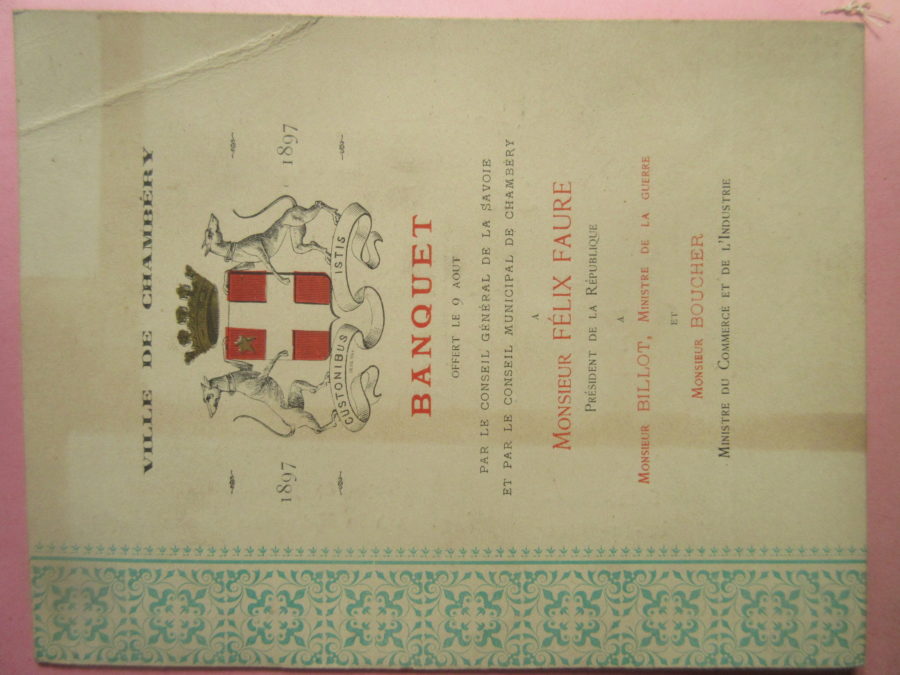 VILLE DE CHAMBÉRY
1897 1897
CUSTONIBUS ISTIS
BANQUET
OFFERT LE 9 AOUT
PAR LE CONSEIL GÉNÉRAL DE LA SAVOIE
ET PAR LE CONSEIL MUNICIPAL DE CHAMBÉRY
A
MONSIEUR FÉLIX FAURE
PRÉSIDENT DE LA RÉPUBLIQUE
A
MONSIEUR BILLOT, MINISTRE DE LA GUERRE
ET
MONSIEUR BOUCHER
MINISTRE DU COMMERCE ET DE L'INDUSTRIE